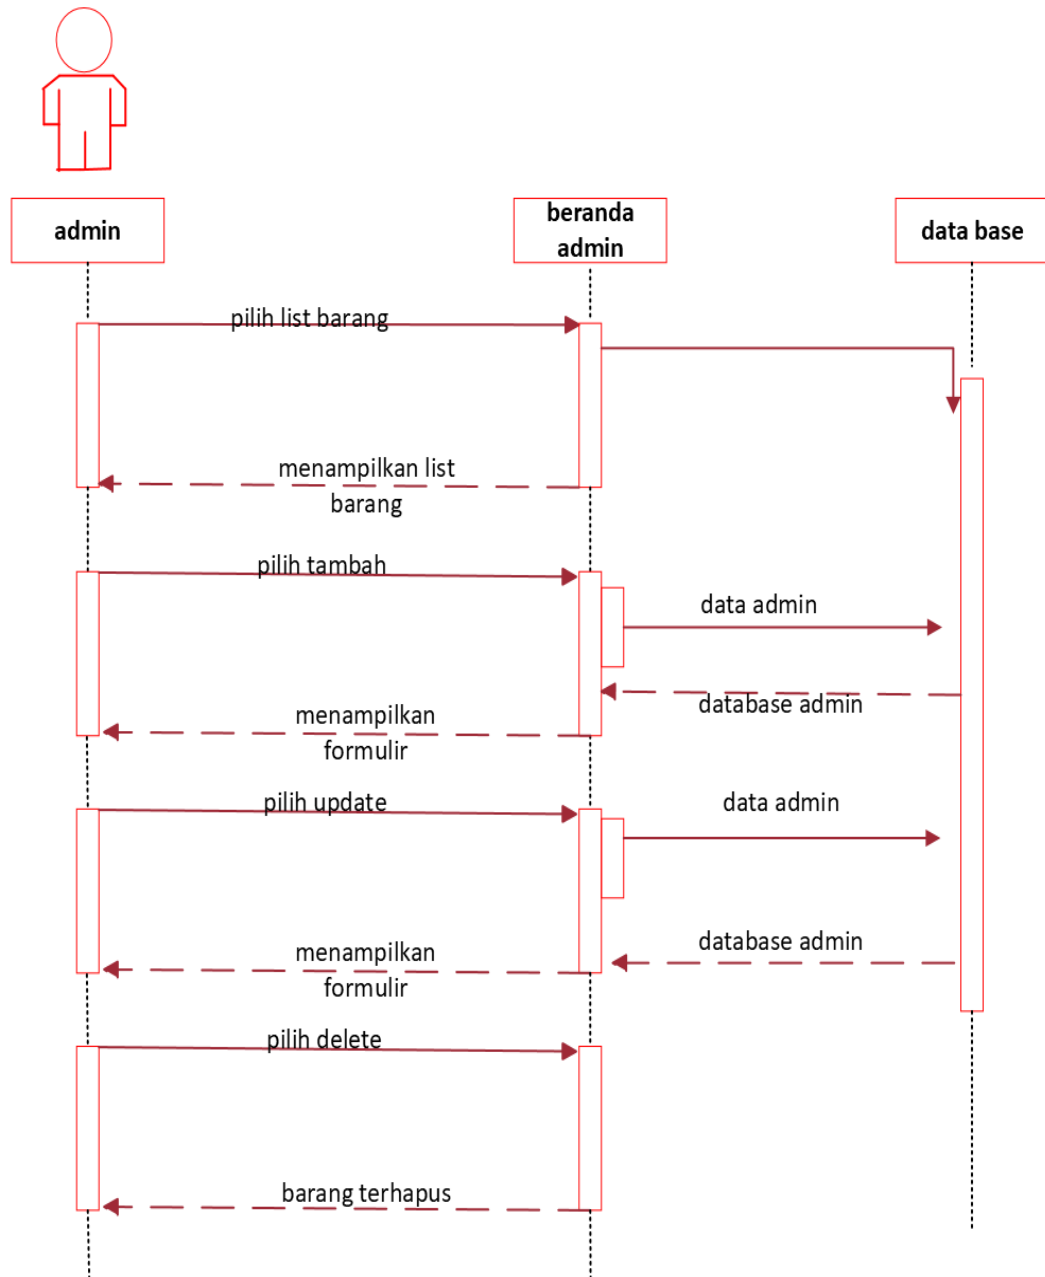 admin
beranda
admin
data base
pilih list barang
menampilkan list
barang
pilih tambah
data admin
database admin
menampilkan
formulir
pilih update
data admin
database admin
menampilkan
formulir
pilih delete
barang terhapus